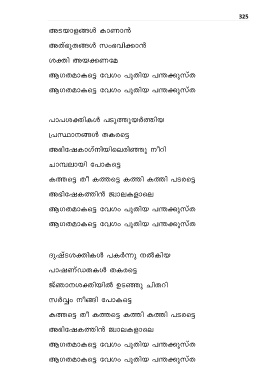 325
അടയാളങ്ങൾ കാണാൻ
അത്ഭുതങ്ങൾ സംഭവിക്കാൻ
ശക്തി അയക്കണമേ
ആഗതമാകട്ടെ വേഗം പുതിയ പന്തക്കുസ്ത
ആഗതമാകട്ടെ വേഗം പുതിയ പന്തക്കുസ്ത
പാപശക്തികൾ പടുത്തുയർത്തിയ
പ്രസ്ഥാനങ്ങൾ തകരട്ടെ
അഭിഷേകാഗ്നിയിലെരിഞ്ഞു നീറി
ചാമ്പലായി പോകട്ടെ
കത്തട്ടെ തീ കത്തട്ടെ കത്തി കത്തി പടരട്ടെ
അഭിഷേകത്തിൻ ജ്വാലകളാലെ
ആഗതമാകട്ടെ വേഗം പുതിയ പന്തക്കുസ്ത
ആഗതമാകട്ടെ വേഗം പുതിയ പന്തക്കുസ്ത
ദുഷ്ടശക്തികൾ പകർന്നു നൽകിയ
പാഷണ്ഡതകൾ തകരട്ടെ
ജ്ഞാനശക്തിയിൽ ഉടഞ്ഞു ചിതറി
സർവ്വം നീങ്ങി പോകട്ടെ
കത്തട്ടെ തീ കത്തട്ടെ കത്തി കത്തി പടരട്ടെ
അഭിഷേകത്തിൻ ജ്വാലകളാലെ
ആഗതമാകട്ടെ വേഗം പുതിയ പന്തക്കുസ്ത
ആഗതമാകട്ടെ വേഗം പുതിയ പന്തക്കുസ്ത